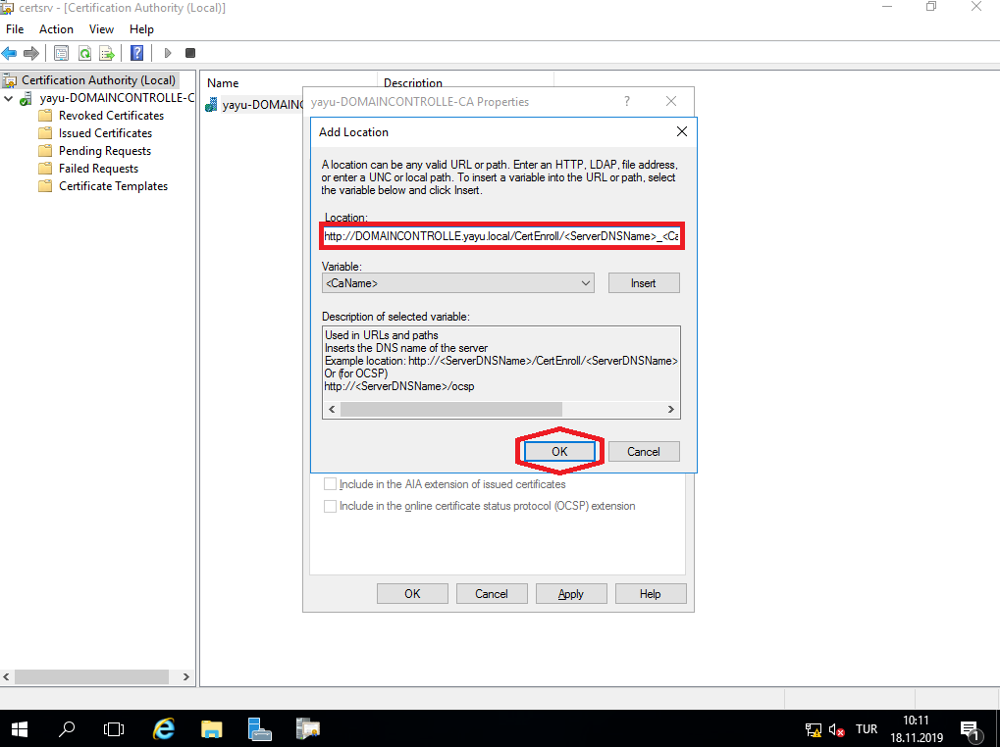 certsrv - [Certification Authority (Local)]
File Action View Help
Certification Authority (Local)
yayu-DOMAINCONTROLLE-C
Revoked Certificates
Issued Certificates
Pending Requests
Failed Requests
Certificate Templates
Name Description
yayu-DOMAINC
yayu-DOMAINCONTROLLE-CA Properties
?
Add Location
A location can be any valid URL or path. Enter an HTTP, LDAP, file address,
or enter a UNC or local path. To insert a variable into the URL or path, select
the variable below and click Insert.
Location:
http://DOMAINCONTROLLE.yayu.local/CertEnroll/<ServerDNSName>_<Ca
Variable:
<CaName>
Insert
Description of selected variable:
Used in URLs and paths
Inserts the DNS name of the server
Example location: http://<ServerDNSName>/CertEnroll/<ServerDNSName>
Or (for OCSP)
http://<ServerDNSName>/ocsp
OK Cancel
Include in the AIA extension of issued certificates
Include in the online certificate status protocol (OCSP) extension
OK Cancel Apply Help
TUR
10:11
18.11.2019
1